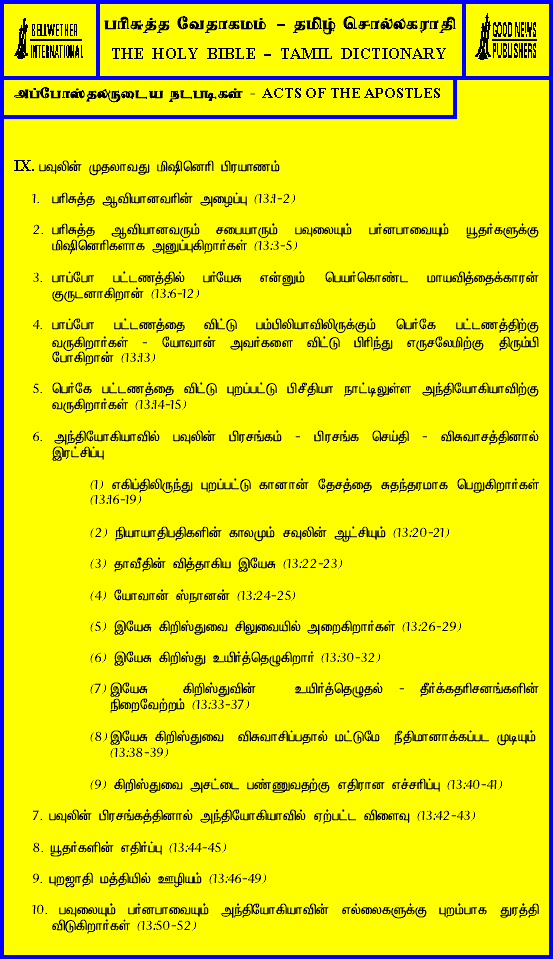 BELLWETHER
INTERNATIONAL
பரிசுத்த வேதாகமம் – தமிழ் சொல்லகராதி
THE HOLY BIBLE – TAMIL DICTIONARY
GOOD NEWS
PUBLISHERS
அப்போஸ்தலருடைய நடபடிகள் - ACTS OF THE APOSTLES
IX. பவுலின் முதலாவது மிஷினெரி பிரயாணம்
1. பரிசுத்த ஆவியானவரின் அழைப்பு (13:1-2)
2. பரிசுத்த ஆவியானவரும் சபையாரும் பவுலையும் பர்னபாவையும் யூதர்களுக்கு
மிஷினெரிகளாக அனுப்புகிறார்கள் (13:3-5)
3. பாப்போ பட்டணத்தில் பர்யேசு என்னும் பெயர்கொண்ட மாயவித்தைக்காரன்
குருடனாகிறான் (13:6-12)
4. பாப்போ பட்டணத்தை விட்டு பம்பிலியாவிலிருக்கும் பெர்கே பட்டணத்திற்கு
வருகிறார்கள் - யோவான் அவர்களை விட்டு பிரிந்து எருசலேமிற்கு திரும்பி
போகிறான் (13:13)
5. பெர்கே பட்டணத்தை விட்டு புறப்பட்டு பிசீதியா நாட்டிலுள்ள அந்தியோகியாவிற்கு
வருகிறார்கள் (13:14-15)
6. அந்தியோகியாவில் பவுலின் பிரசங்கம் - பிரசங்க செய்தி - விசுவாசத்தினால்
இரட்சிப்பு
(1) எகிப்திலிருந்து புறப்பட்டு கானான் தேசத்தை சுதந்தரமாக பெறுகிறார்கள்
(13:16-19)
(2) நியாயாதிபதிகளின் காலமும் சவுலின் ஆட்சியும் (13:20-21)
(3) தாவீதின் வித்தாகிய இயேசு (13:22-23)
(4) யோவான் ஸ்நானன் (13:24-25)
(5) இயேசு கிறிஸ்துவை சிலுவையில் அறைகிறார்கள் (13:26-29)
(6) இயேசு கிறிஸ்து உயிர்த்தெழுகிறார் (13:30-32)
(7) இயேசு கிறிஸ்துவின் உயிர்த்தெழுதல் - தீர்க்கதரிசனங்களின்
நிறைவேற்றம் (13:33-37)
(8) இயேசு கிறிஸ்துவை விசுவாசிப்பதால் மட்டுமே நீதிமானாக்கப்பட முடியும்
(13:38-39)
(9) கிறிஸ்துவை அசட்டை பண்ணுவதற்கு எதிரான எச்சரிப்பு (13:40-41)
7. பவுலின் பிரசங்கத்தினால் அந்தியோகியாவில் ஏற்பட்ட விளைவு (13:42-43)
8. யூதர்களின் எதிர்ப்பு (13:44-45)
9. புறஜாதி மத்தியில் ஊழியம் (13:46-49)
10. பவுலையும் பர்னபாவையும் அந்தியோகியாவின் எல்லைகளுக்கு புறம்பாக துரத்தி
விடுகிறார்கள் (13:50-52)